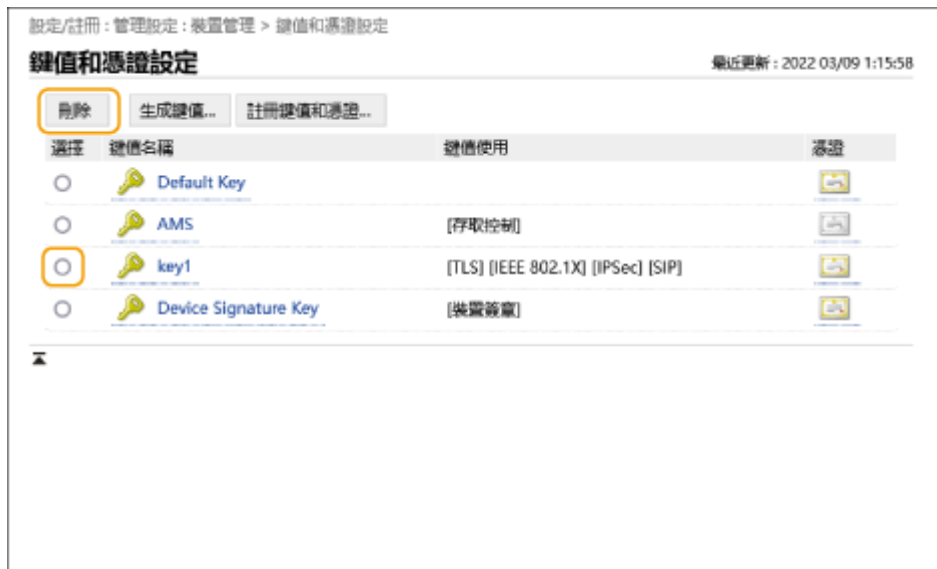 設定/註冊 : 管理設定 : 裝置管理 > 鍵值和憑證設定
鍵值和憑證設定 最近更新 : 2022 03/09 1:15:58
刪除 生成鍵值... 註冊鍵值和憑證...
選擇 鍵值名稱 鍵值使用 憑證
Default Key
AMS [存取控制]
key1 [TLS] [IEEE 802.1X] [IPSec] [SIP]
Device Signature Key [裝置簽章]